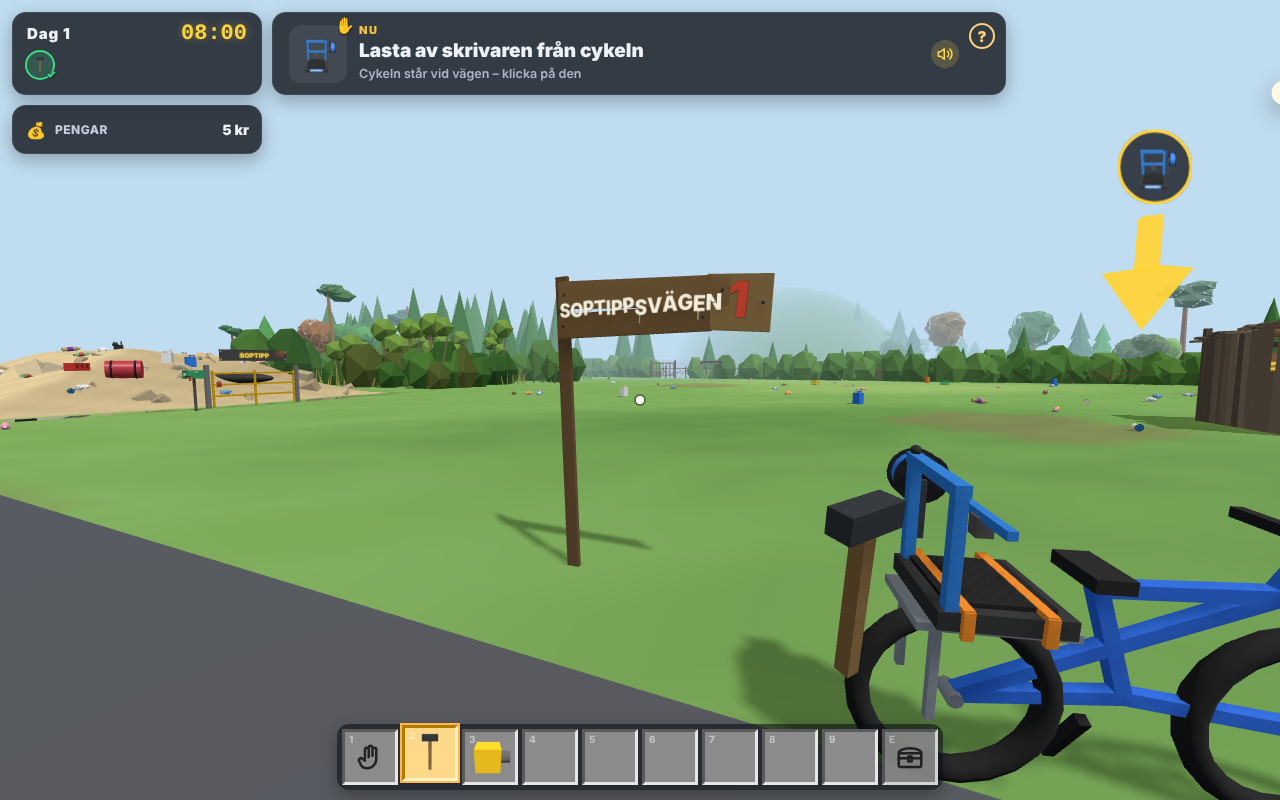 Dag 1
08:00
NU
Lasta av skrivaren från cykeln
Cykeln står vid vägen – klicka på den
?
PENGAR
5 kr
SOPTIPPSVÄGEN 1
SOPTIPP
1
2
3
4
5
6
7
8
9
E